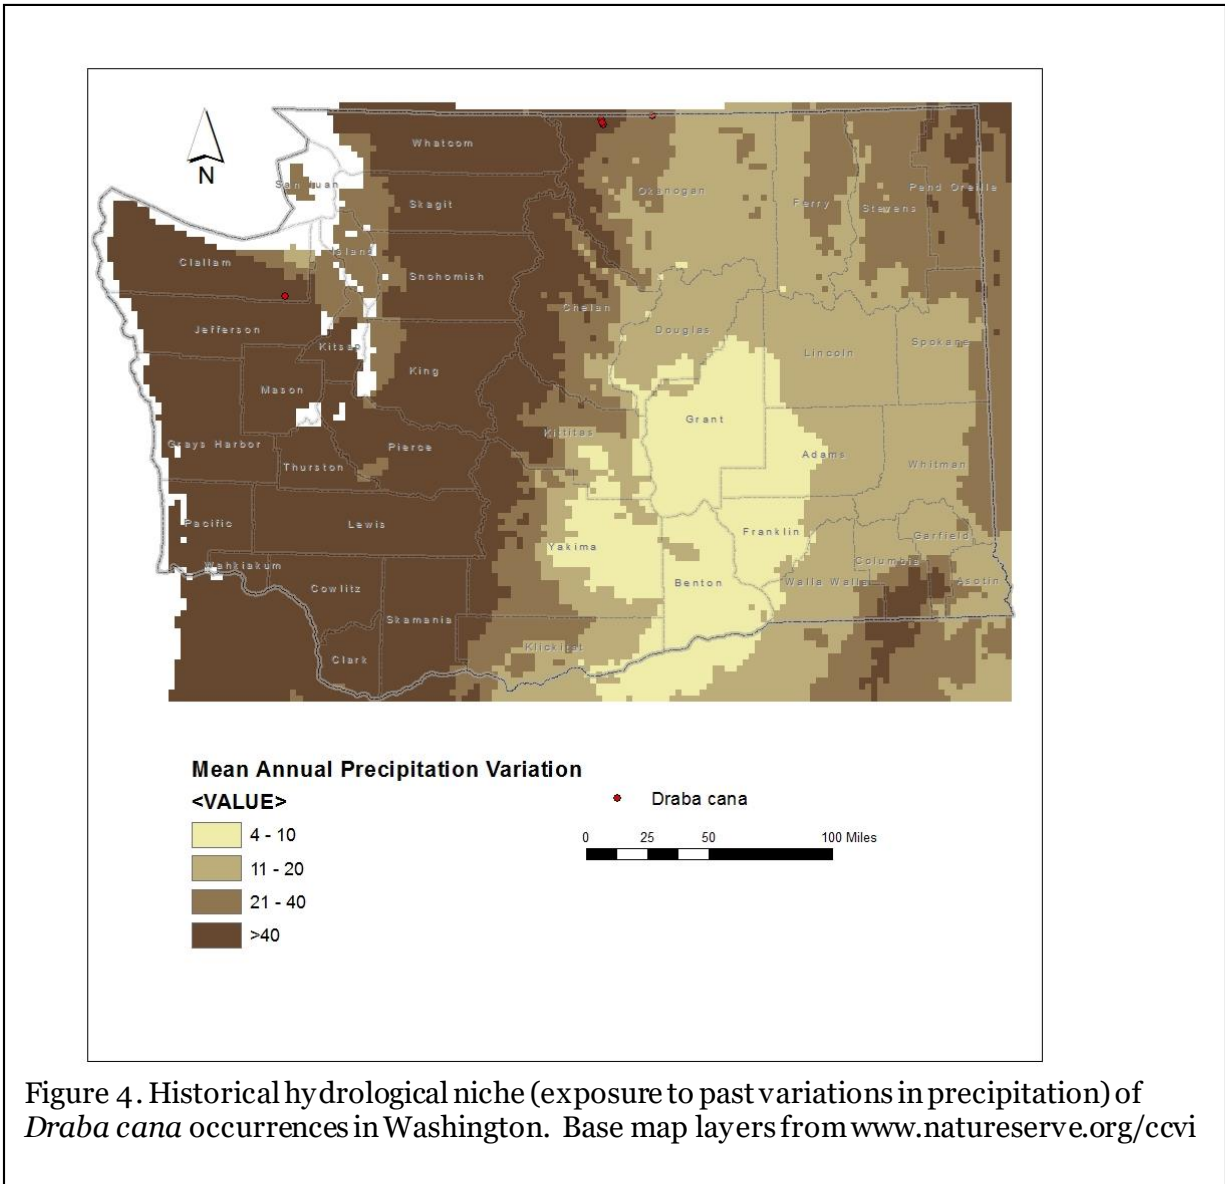 N
Whatcom
San Juan
Okanogan
Pend Oreille
Ferry
Stevens
Skagit
Island
Clallam
Snohomish
Chelan
Jefferson
Douglas
Kitsap
Lincoln
Spokane
King
Mason
Grant
Grays Harbor
Kittitas
Pierce
Adams
Thurston
Whitman
Pacific
Lewis
Franklin
Garfield
Yakima
Wahkiakum
Columbia
Cowlitz
Benton
Walla Walla
Asotin
Skamania
Klickitat
Clark
Mean Annual Precipitation Variation
<VALUE>
4 - 10
11 - 20
21 - 40
>40
Draba cana
0 25 50 100 Miles
Figure 4. Historical hydrological niche (exposure to past variations in precipitation) of
Draba cana occurrences in Washington. Base map layers from www.natureserve.org/ccvi